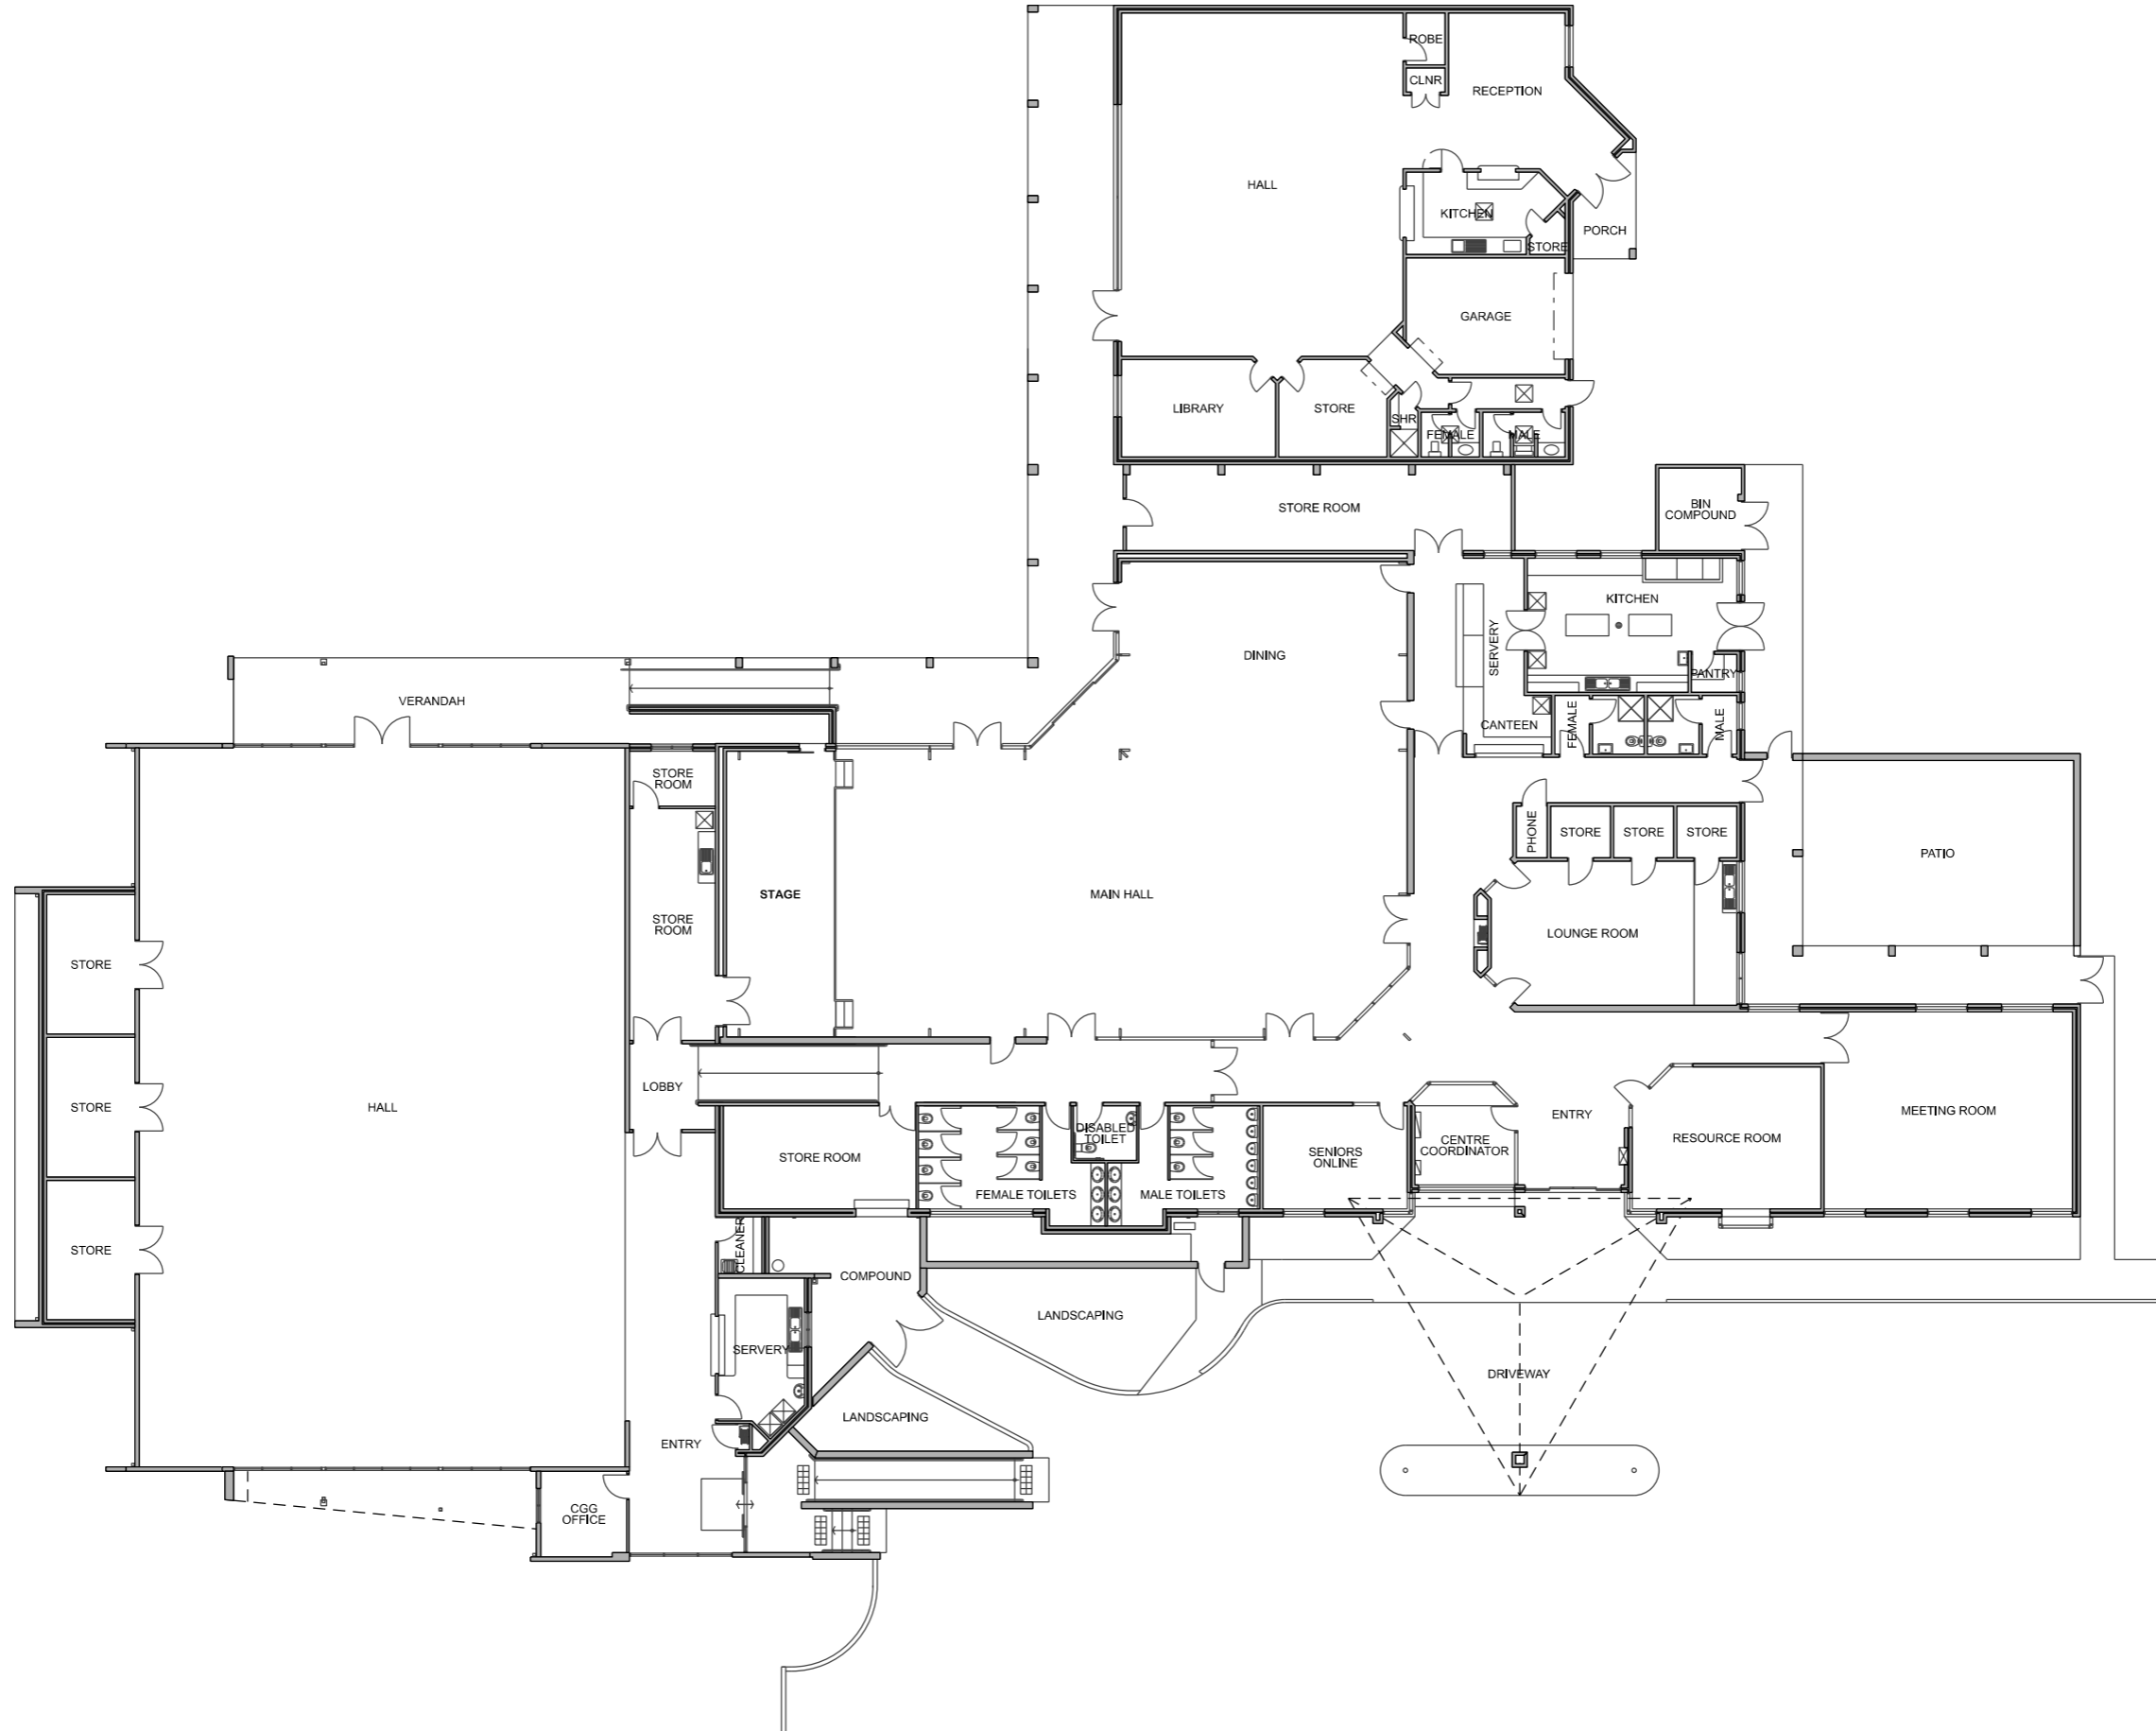 ROBE
CLNR
RECEPTION
HALL
KITCHEN
STORE
PORCH
GARAGE
LIBRARY
STORE
SHR
FEMALE
MALE
STORE ROOM
BIN
COMPOUND
KITCHEN
SERVERY
DINING
PANTRY
VERANDAH
CANTEEN
FEMALE
MALE
STORE
ROOM
PHONE
STORE
STORE
STORE
PATIO
STAGE
MAIN HALL
STORE
ROOM
LOUNGE ROOM
STORE
LOBBY
STORE
HALL
DISABLED
TOILET
ENTRY
MEETING ROOM
RESOURCE ROOM
CENTRE
COORDINATOR
SENIORS
ONLINE
STORE ROOM
FEMALE TOILETS
MALE TOILETS
STORE
CLEANER
COMPOUND
LANDSCAPING
SERVERY
DRIVEWAY
LANDSCAPING
ENTRY
CGG
OFFICE